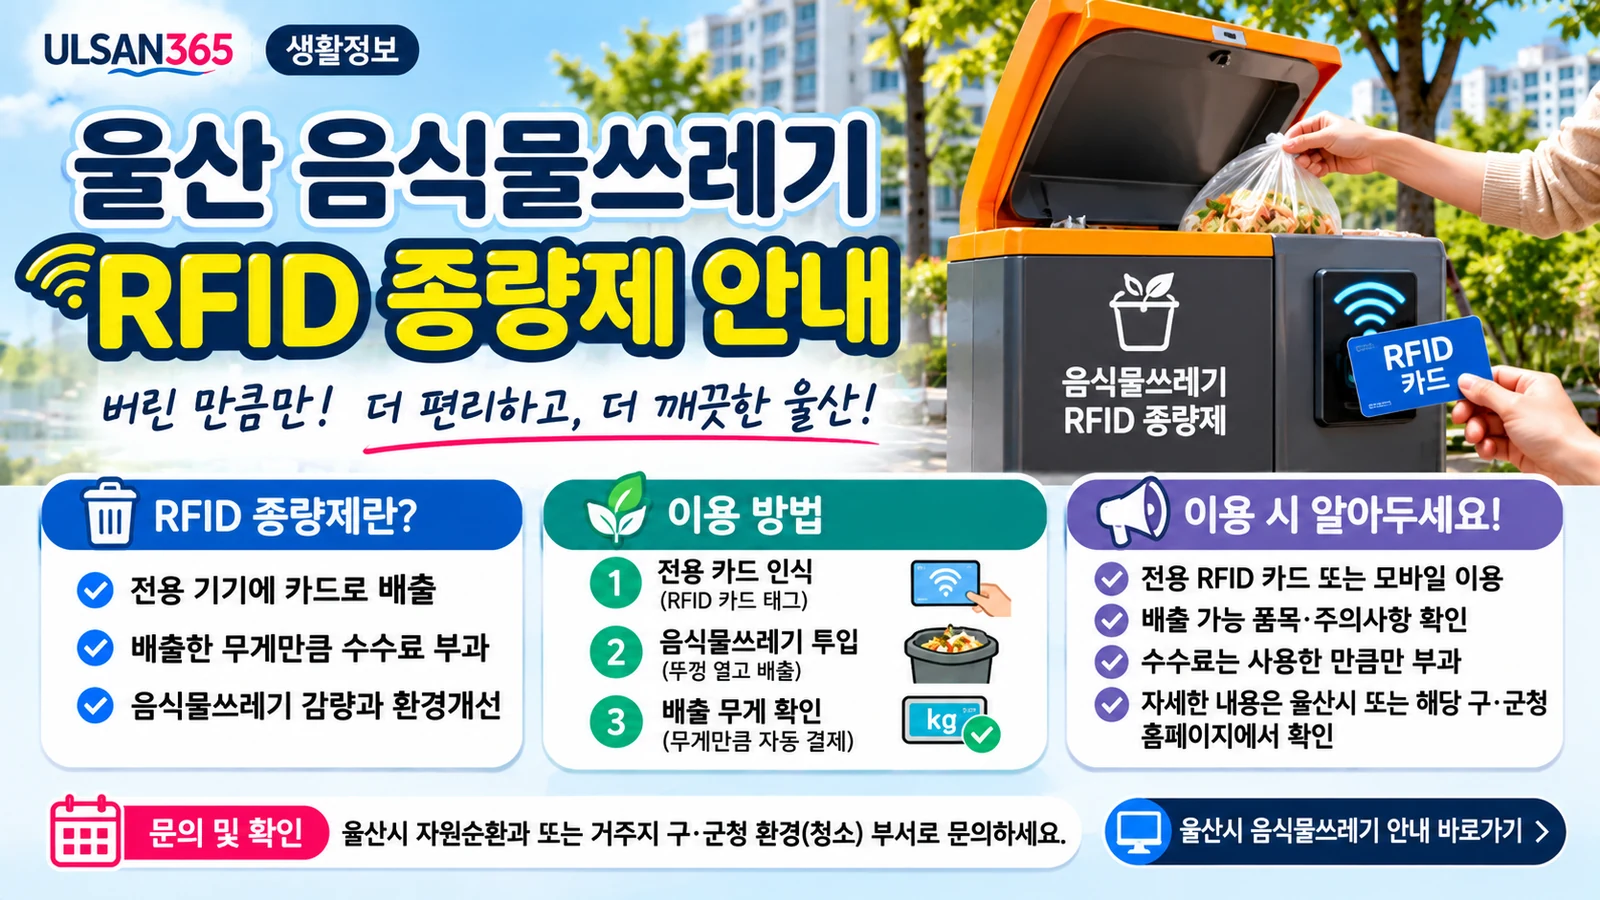 ULSAN365 생활정보
울산 음식물쓰레기
RFID 종량제 안내
버린 만큼만! 더 편리하고, 더 깨끗한 울산!
음식물쓰레기
RFID 종량제
RFID
카드
RFID 종량제란?
전용 기기에 카드로 배출
배출한 무게만큼 수수료 부과
음식물쓰레기 감량과 환경개선
이용 방법
1 전용 카드 인식
(RFID 카드 태그)
2 음식물쓰레기 투입
(뚜껑 열고 배출)
3 배출 무게 확인
(무게만큼 자동 결제)
kg
이용 시 알아두세요!
전용 RFID 카드 또는 모바일 이용
배출 가능 품목·주의사항 확인
수수료는 사용한 만큼만 부과
자세한 내용은 울산시 또는 해당 구·군청
홈페이지에서 확인
문의 및 확인
울산시 자원순환과 또는 거주지 구·군청 환경(청소) 부서로 문의하세요.
울산시 음식물쓰레기 안내 바로가기 >